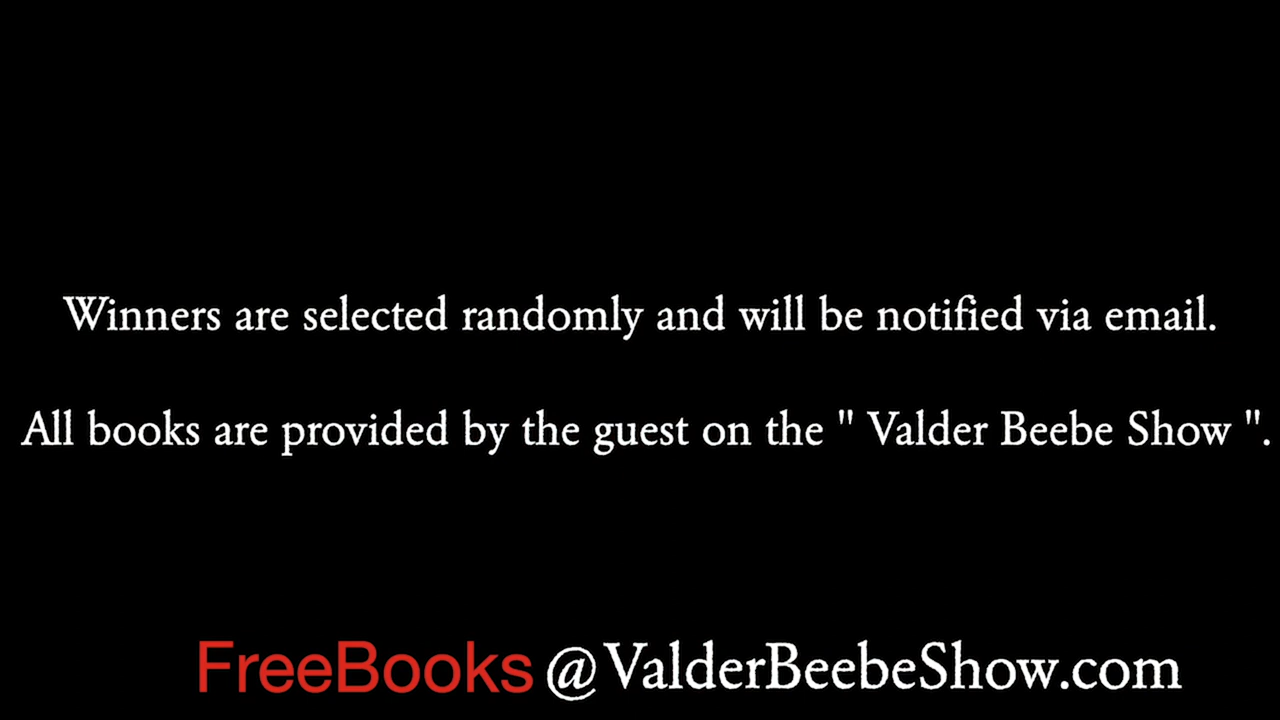 Winners are selected randomly and will be notified via email.
All books are provided by the guest on the " Valder Beebe Show ".
FreeBooks @ValderBeebeShow.com